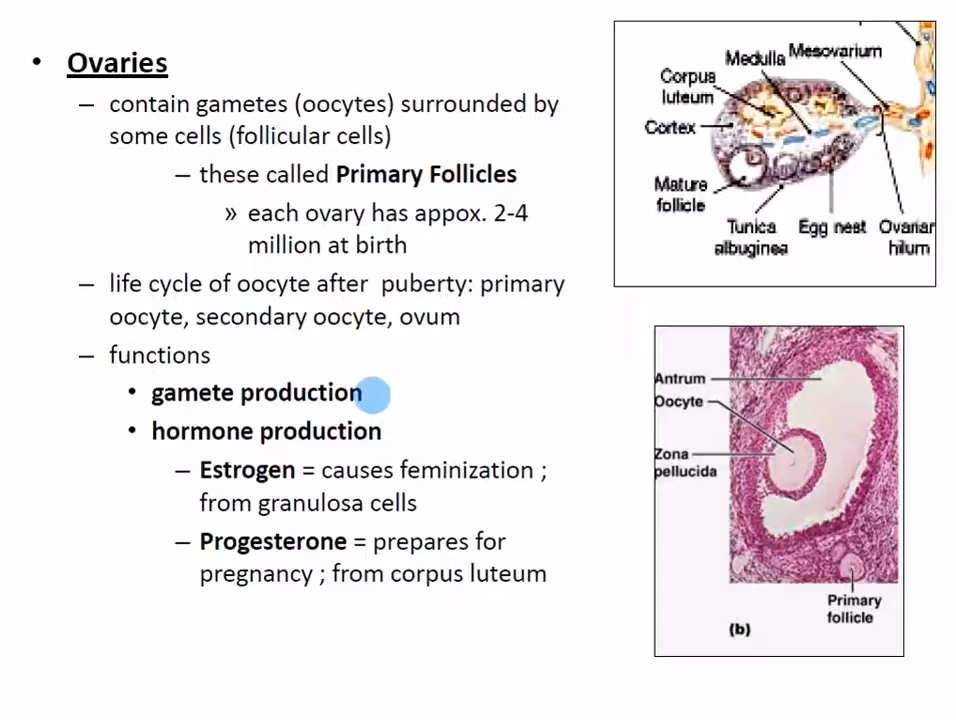 • Ovaries
– contain gametes (oocytes) surrounded by
some cells (follicular cells)
– these called Primary Follicles
» each ovary has appox. 2-4
million at birth
– life cycle of oocyte after puberty: primary
oocyte, secondary oocyte, ovum
– functions
• gamete production
• hormone production
– Estrogen = causes feminization ;
from granulosa cells
– Progesterone = prepares for
pregnancy ; from corpus luteum
Medulla
Mesovarium
Corpus
luteum
Cortex
Mature
follicle
Tunica
albuginea
Egg nest
Ovarian
hilum
Antrum
Oocyte
Zona
pellucida
Primary
follicle
(b)